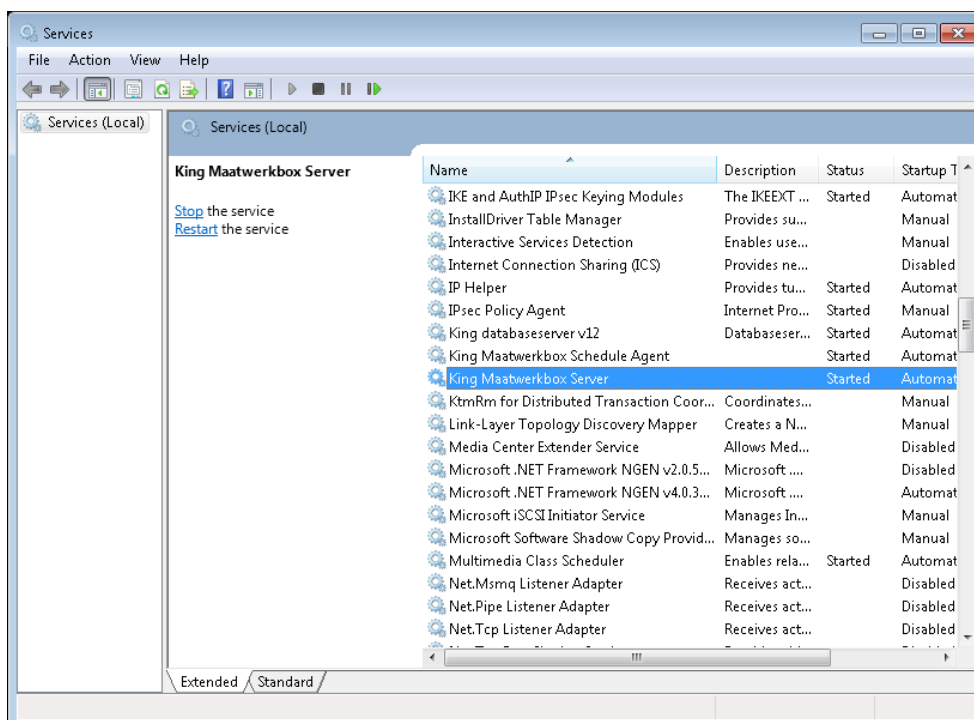 Services
File Action View Help
Services (Local)
Services (Local)
King Maatwerkbox Server
Stop the service
Restart the service
Name Description Status Startup T
IKE and AuthIP IPsec Keying Modules The IKEEXT ... Started Automat
InstallDriver Table Manager Provides su... Manual
Interactive Services Detection Enables use... Manual
Internet Connection Sharing (ICS) Provides ne... Disabled
IP Helper Provides tu... Started Automat
IPsec Policy Agent Internet Pro... Started Manual
King databaseserver v12 Databaseser... Started Automat
King Maatwerkbox Schedule Agent Started Automat
King Maatwerkbox Server Started Automat
KtmRm for Distributed Transaction Coor... Coordinates... Manual
Link-Layer Topology Discovery Mapper Creates a N... Manual
Media Center Extender Service Allows Med... Disabled
Microsoft .NET Framework NGEN v2.0.5... Microsoft .... Disabled
Microsoft .NET Framework NGEN v4.0.3... Microsoft .... Automat
Microsoft iSCSI Initiator Service Manages In... Manual
Microsoft Software Shadow Copy Provid... Manages so... Manual
Multimedia Class Scheduler Enables rela... Started Automat
Net.Msmq Listener Adapter Receives act... Disabled
Net.Pipe Listener Adapter Receives act... Disabled
Net.Tcp Listener Adapter Receives act... Disabled
Extended Standard